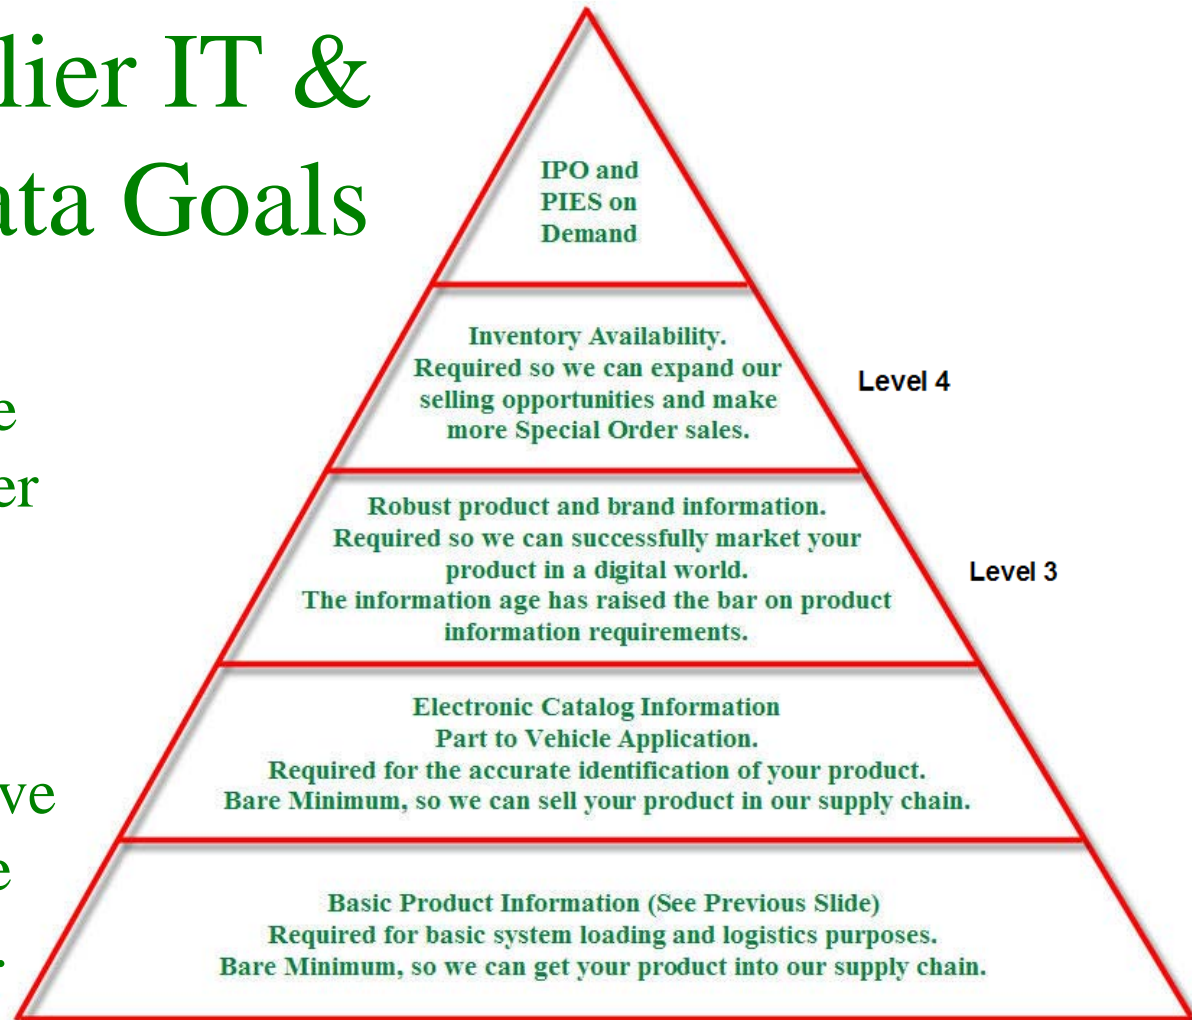 lier IT &
ata Goals
e
er
ve
e
.
IPO and
PIES on
Demand
Inventory Availability.
Required so we can expand our
selling opportunities and make
more Special Order sales.
Level 4
Robust product and brand information.
Required so we can successfully market your
product in a digital world.
The information age has raised the bar on product
information requirements.
Level 3
Electronic Catalog Information
Part to Vehicle Application.
Required for the accurate identification of your product.
Bare Minimum, so we can sell your product in our supply chain.
Basic Product Information (See Previous Slide)
Required for basic system loading and logistics purposes.
Bare Minimum, so we can get your product into our supply chain.